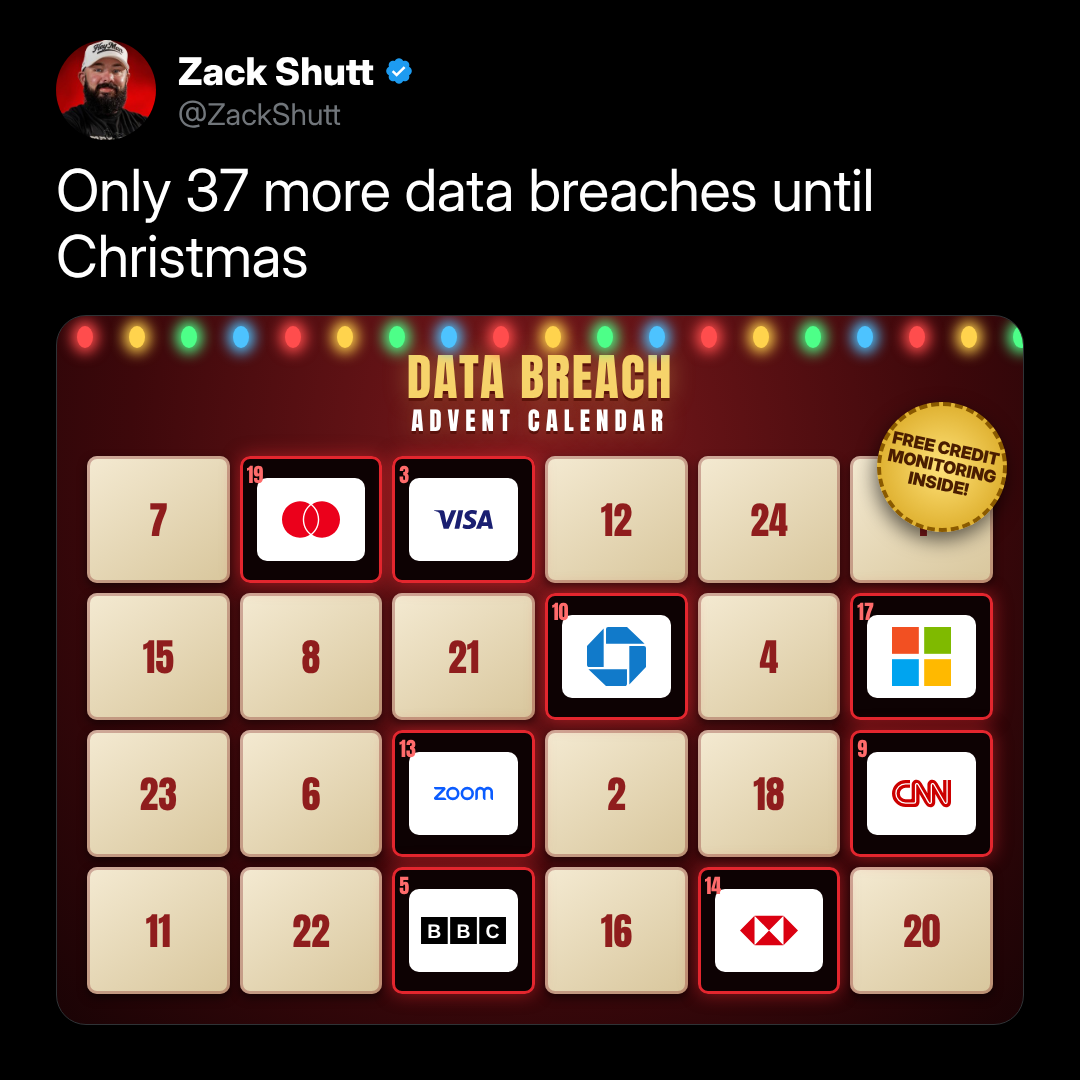 Zack Shutt
@ZackShutt
Only 37 more data breaches until
Christmas
DATA BREACH
ADVENT CALENDAR
FREE CREDIT
MONITORING
INSIDE!
7
19
3
VISA
12
24
15
8
21
10
4
17
23
6
13
zoom
2
18
9
CNN
11
22
5
BBC
16
14
20